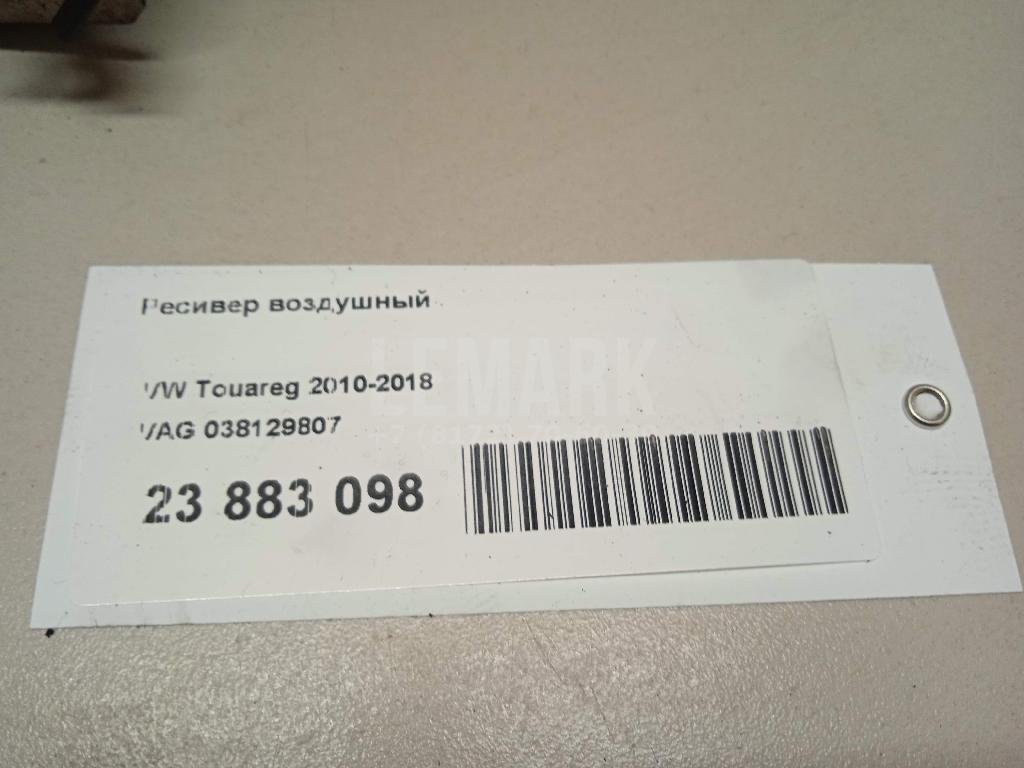 Ресивер воздушный
VW Touareg 2010-2018
VAG 038129807
23 883 098
LEMARK